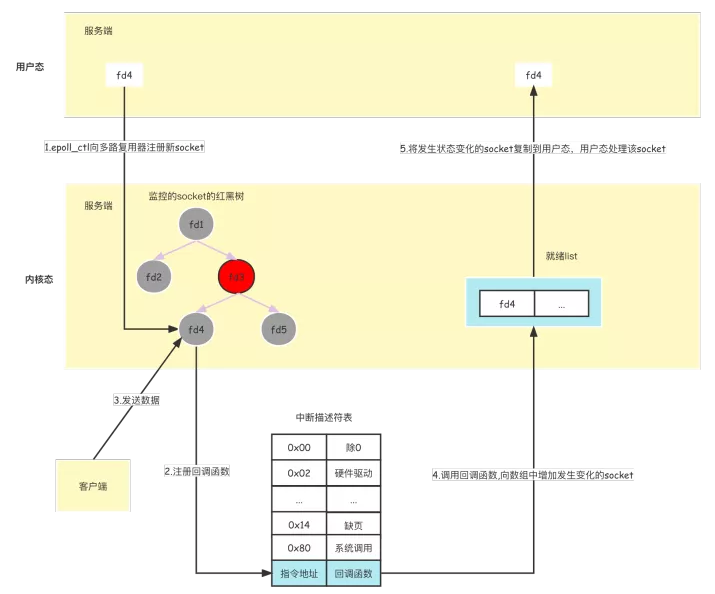 服务端
用户态
fd4
fd4
1.epoll_ctl向多路复用器注册新socket
5.将发生状态变化的socket复制到用户态，用户态处理该socket
监控的socket的红黑树
服务端
fd1
就绪list
内核态
fd2
fd3
fd4
...
fd4
fd5
3.发送数据
中断描述符表
0x00
除0
2.注册回调函数
0x02
硬件驱动
4.调用回调函数,向数组中增加发生变化的socket
客户端
...
...
0x14
缺页
0x80
系统调用
指令地址
回调函数